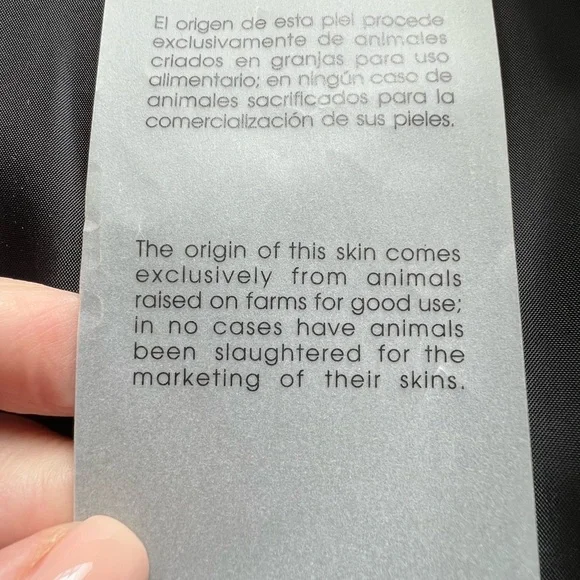 El origen de esta piel procede
exclusivamente de animales
criados en granjas para uso
alimentario; en ningún caso de
animales sacrificados para la
comercialización de sus pieles.
The origin of this skin comes
exclusively from animals
raised on farms for good use;
in no cases have animals
been slaughtered for the
marketing of their skins.